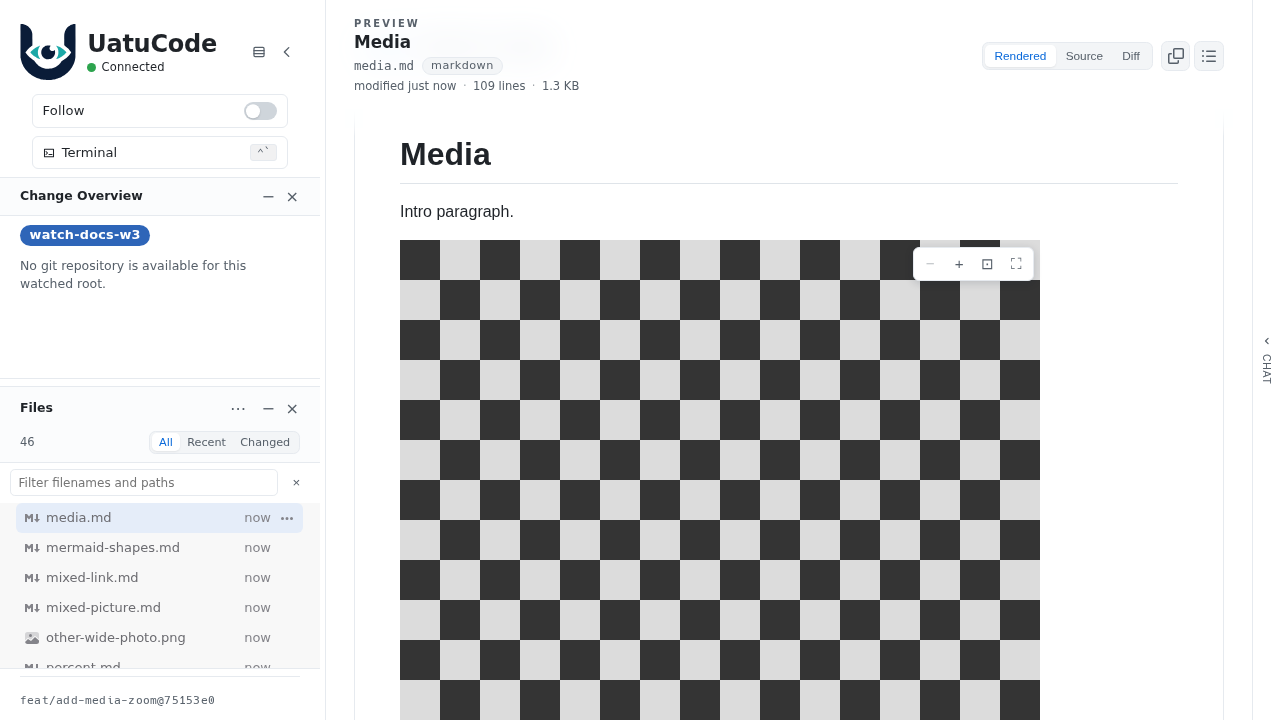 UatuCode
Connected
Follow
Terminal
^`
Change Overview
watch-docs-w3
No git repository is available for this
watched root.
Files
46
All
Recent
Changed
Filter filenames and paths
media.md
now
mermaid-shapes.md
now
mixed-link.md
now
mixed-picture.md
now
other-wide-photo.png
now
percent.md
now
feat/add-media-zoom@75153e0
PREVIEW
Media
media.md
markdown
modified just now · 109 lines · 1.3 KB
Rendered
Source
Diff
Media
Intro paragraph.
CHAT